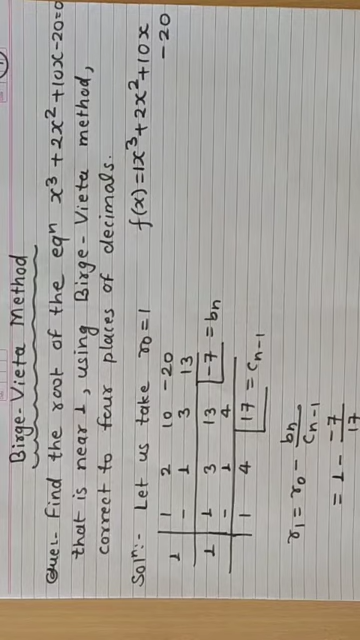 Birge-Vieta Method
Que:- Find the root of the eqⁿ x³+2x²+10x-20=0
that is near 1, using Birge-Vieta method,
correct to four places of decimals.
Solⁿ:- Let us take r₀=1 f(x)=1x³+2x²+10x
-20
1 | 1 2 10 -20
- 1 3 13
1 | 1 3 13 |-7 = bn
- 1 4
1 4 |17 = Cn-1
r₁ = r₀ - bn/Cn-1
= 1 - -7/17